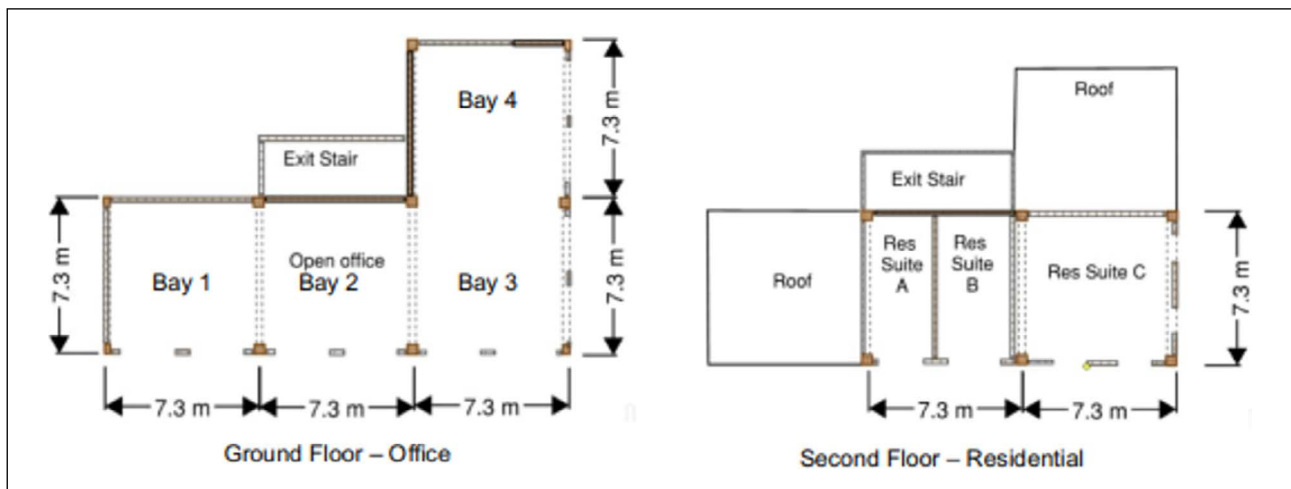 Bay 4
7.3 m
Exit Stair
7.3 m
Open office
Bay 1
Bay 2
Bay 3
7.3 m
7.3 m
7.3 m
7.3 m
Ground Floor – Office
Roof
Exit Stair
Res
Suite
A
Res
Suite
B
Roof
Res Suite C
7.3 m
7.3 m
7.3 m
Second Floor – Residential